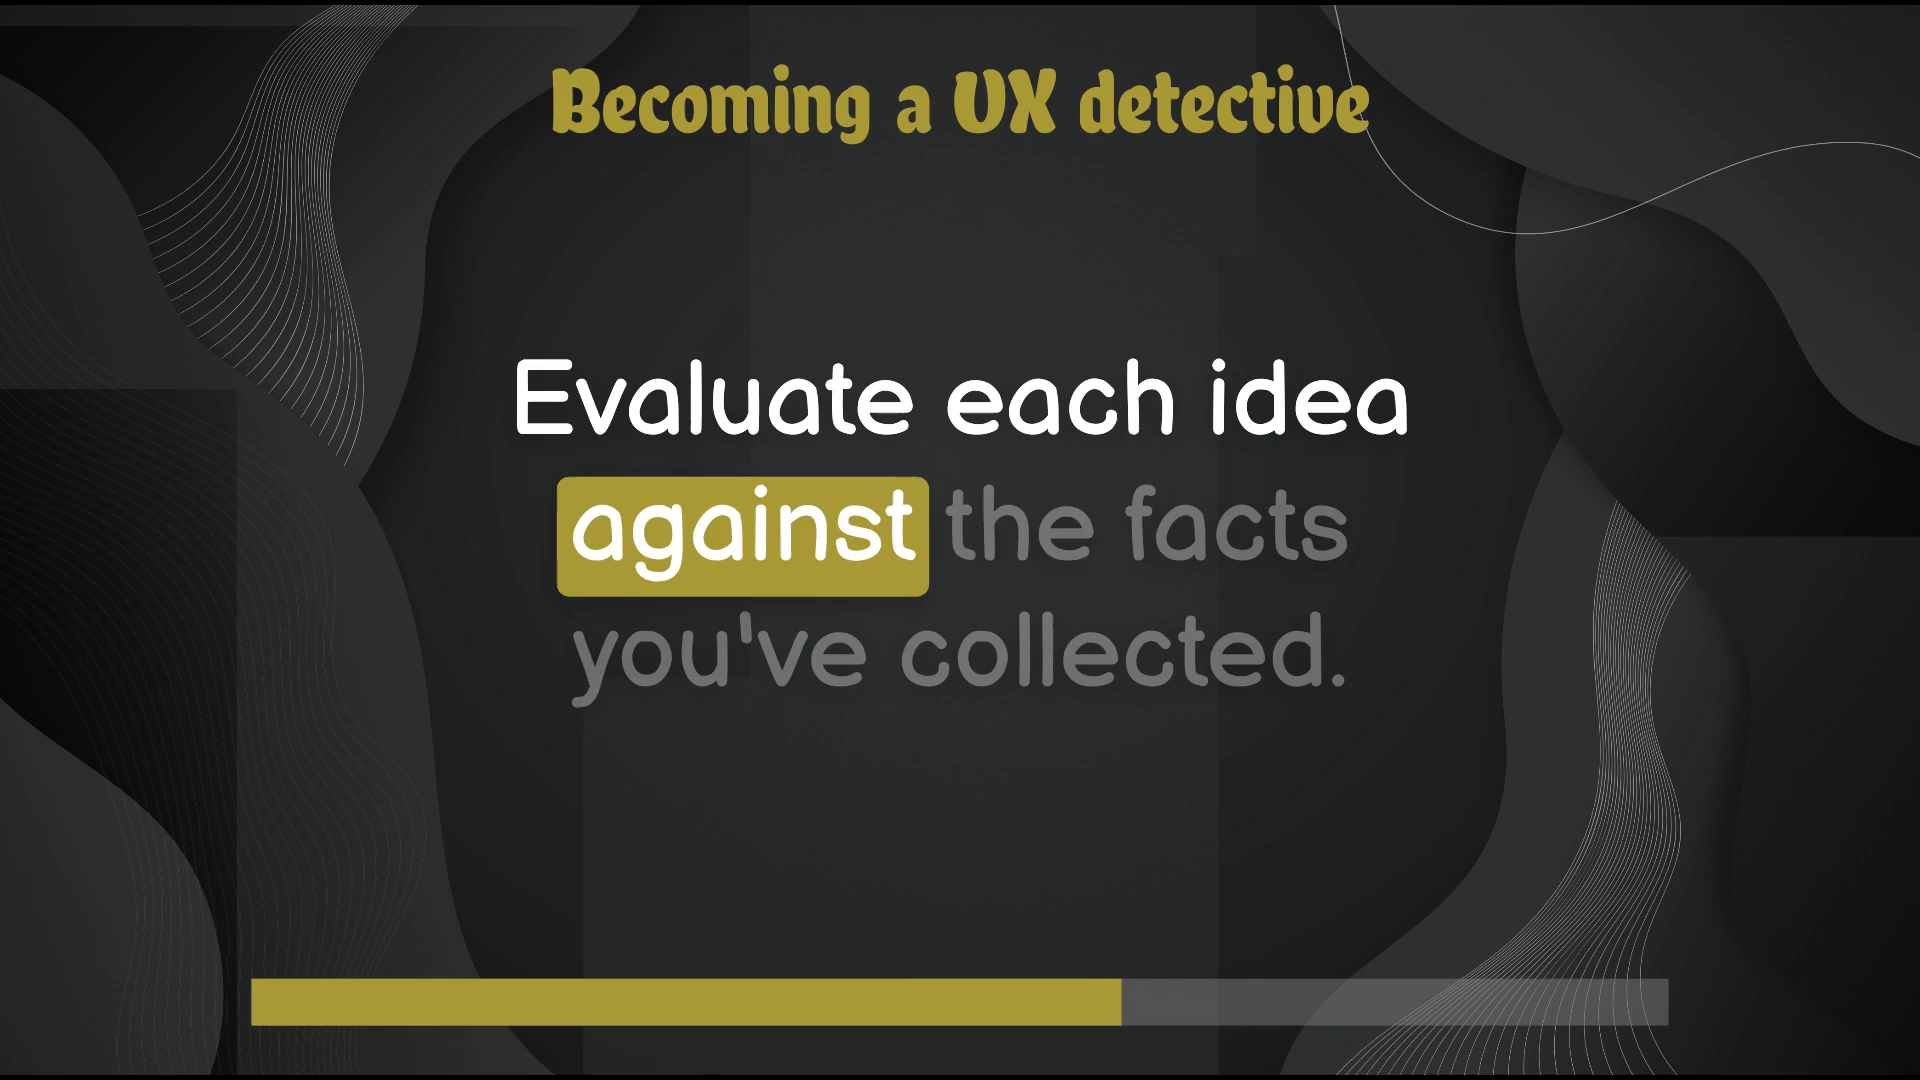 Becoming a UX detective
Evaluate each idea
against the facts
you've collected.